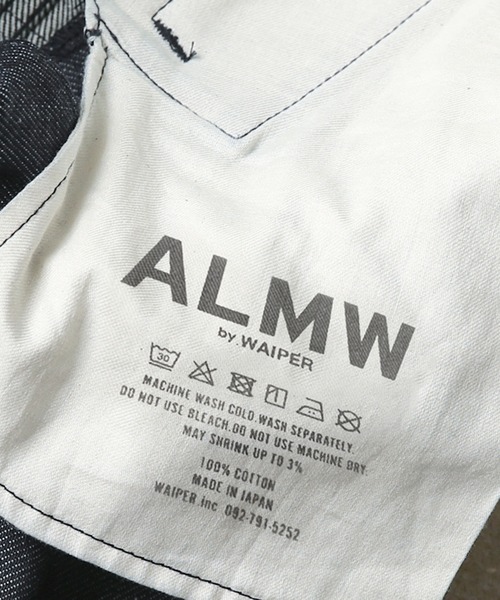 ALMW
by WAIPER
30
MACHINE WASH COLD.WASH SEPARATELY.
DO NOT USE BLEACH.DO NOT USE MACHINE DRY.
MAY SHRINK UP TO 3%
100% COTTON
MADE IN JAPAN
WAIPER.inc 092-791-5252